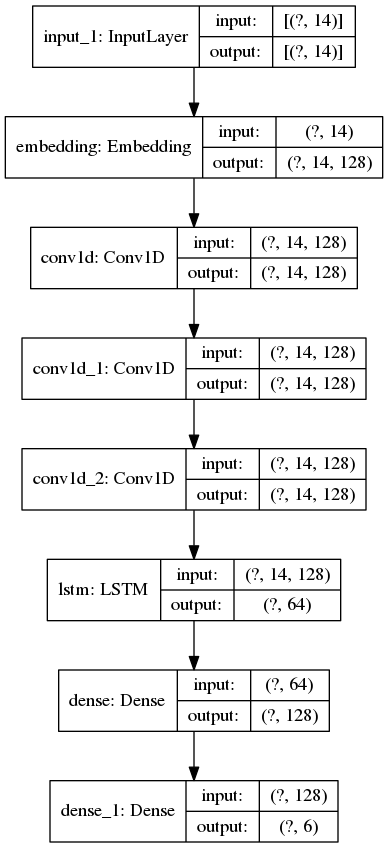 input_1: InputLayer
input: [(?, 14)]
output: [(?, 14)]
embedding: Embedding
input: (?, 14)
output: (?, 14, 128)
conv1d: Conv1D
input: (?, 14, 128)
output: (?, 14, 128)
conv1d_1: Conv1D
input: (?, 14, 128)
output: (?, 14, 128)
conv1d_2: Conv1D
input: (?, 14, 128)
output: (?, 14, 128)
lstm: LSTM
input: (?, 14, 128)
output: (?, 64)
dense: Dense
input: (?, 64)
output: (?, 128)
dense_1: Dense
input: (?, 128)
output: (?, 6)